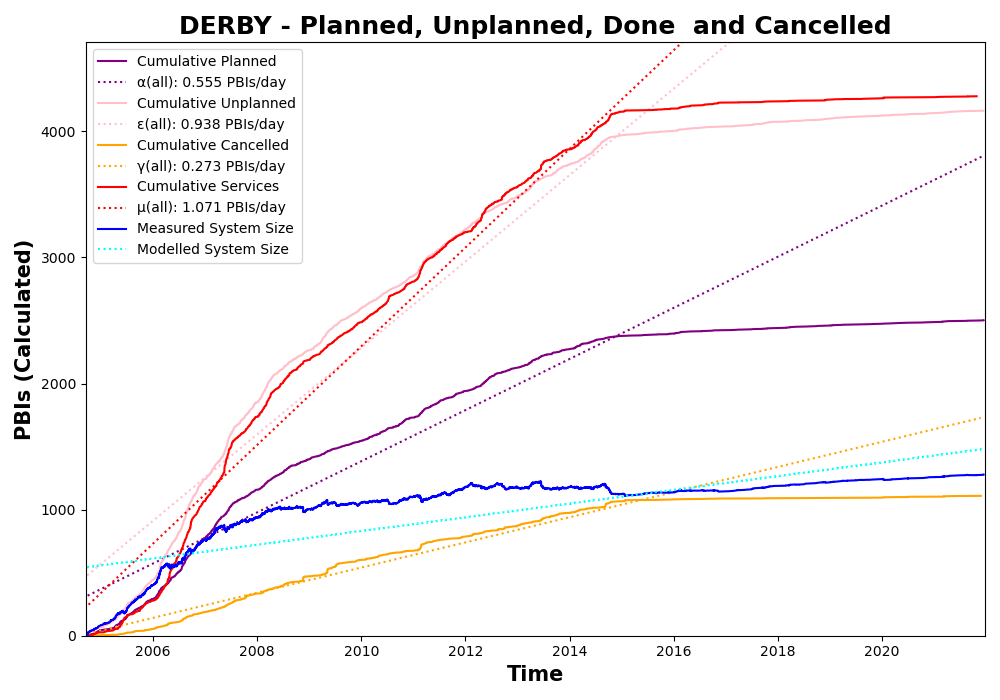 DERBY - Planned, Unplanned, Done  and Cancelled
Cumulative Planned
α(all): 0.555 PBIs/day
Cumulative Unplanned
ε(all): 0.938 PBIs/day
Cumulative Cancelled
γ(all): 0.273 PBIs/day
Cumulative Services
μ(all): 1.071 PBIs/day
Measured System Size
Modelled System Size
PBIs (Calculated)
4000
3000
2000
1000
0
2006 2008 2010 2012 2014 2016 2018 2020
Time